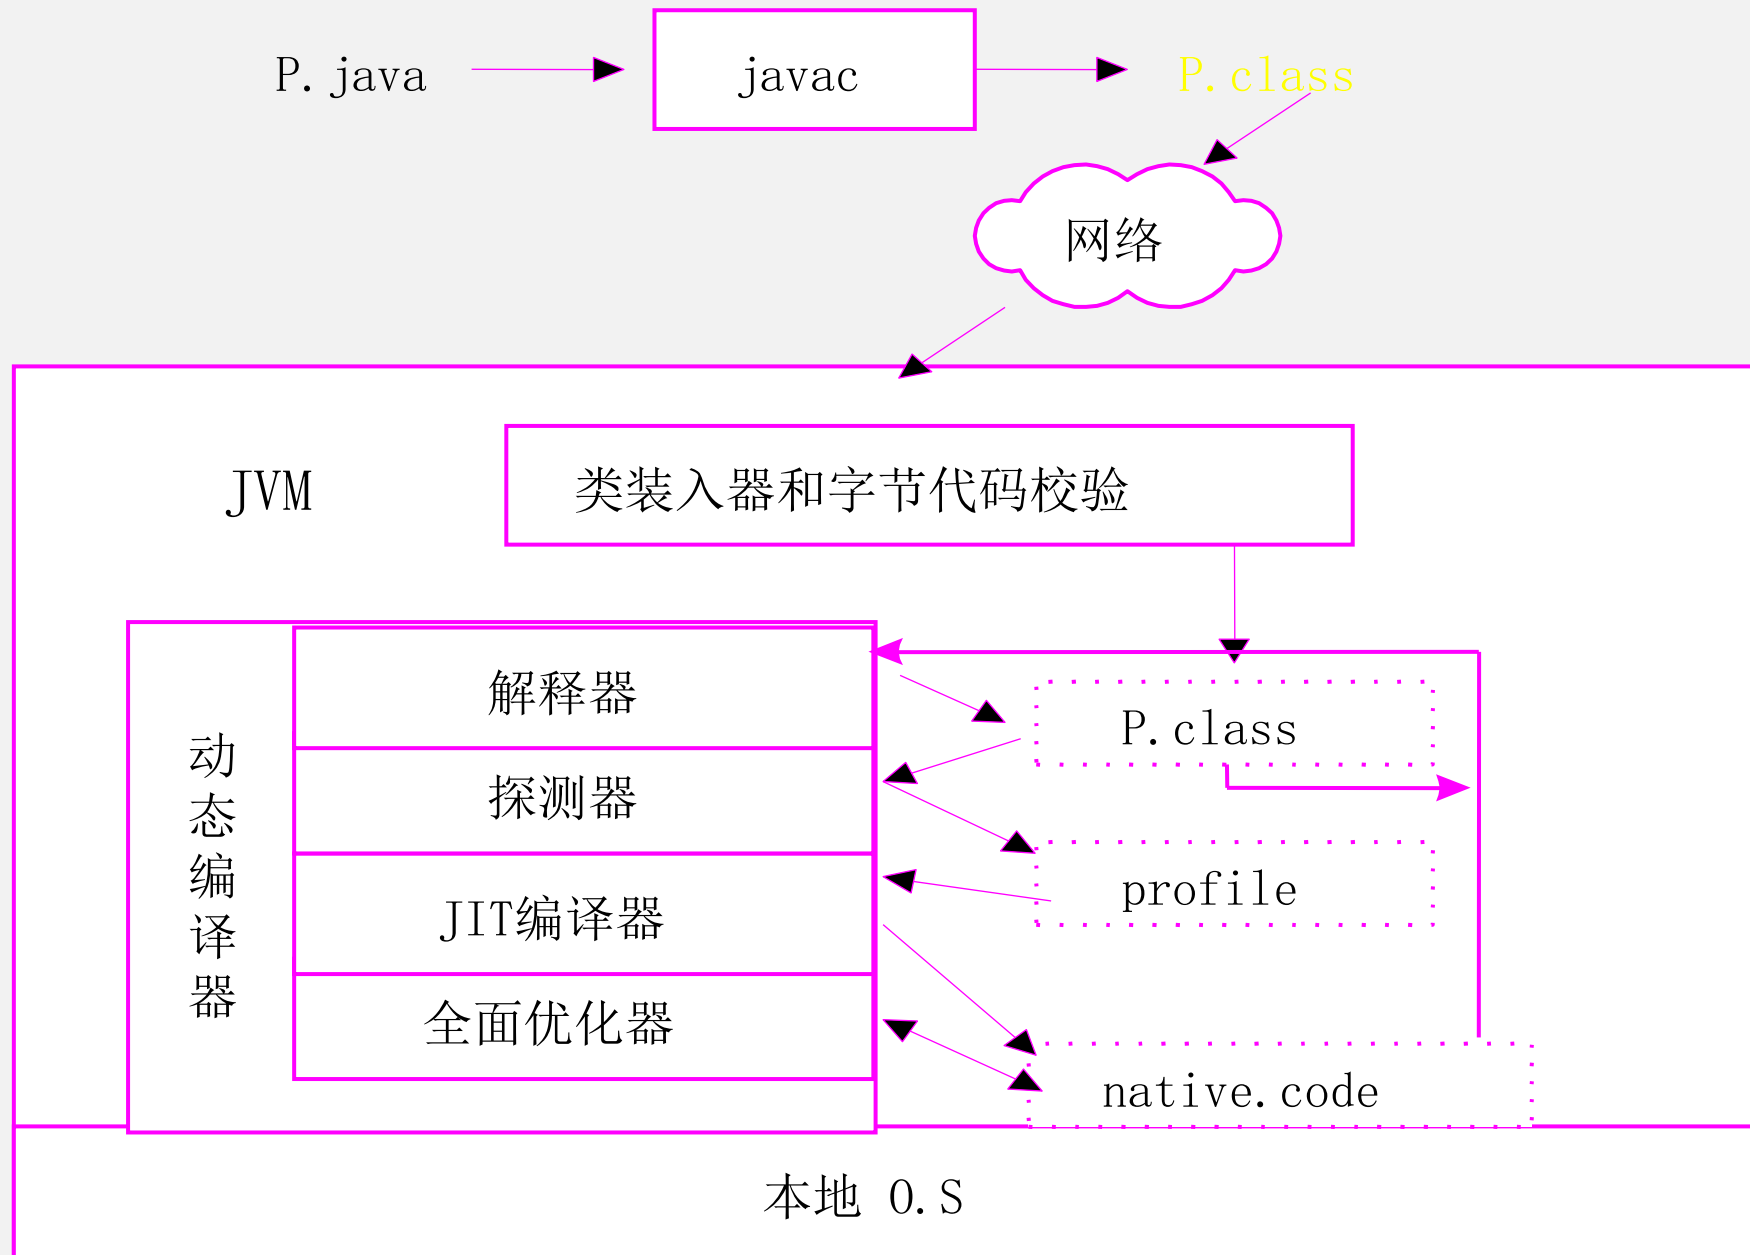 P.java
javac
P.class
网络
JVM
类装入器和字节代码校验
动态编译器
解释器
探测器
JIT编译器
全面优化器
P.class
profile
native.code
本地 O.S